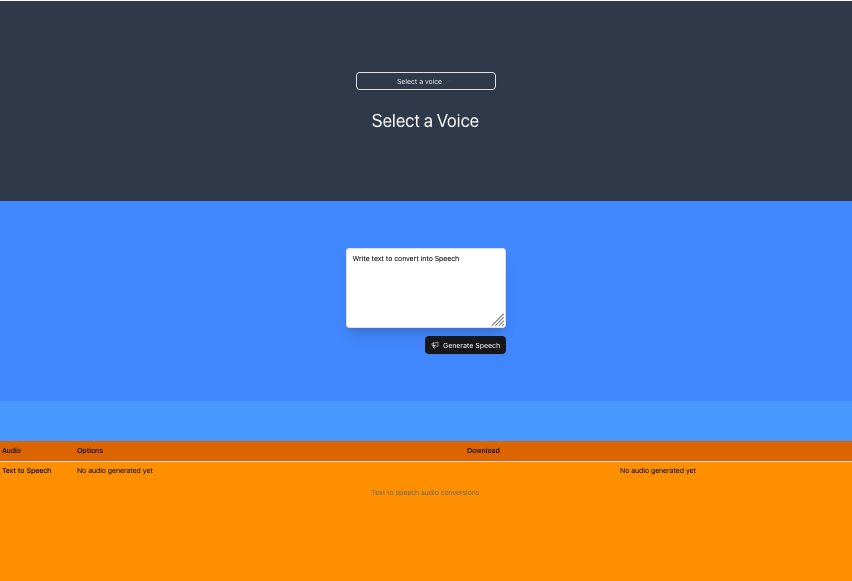 Select a voice
Select a Voice
Write text to convert into Speech
Generate Speech
Audio Options Download
Text to Speech No audio generated yet No audio generated yet
Text to speech audio conversions